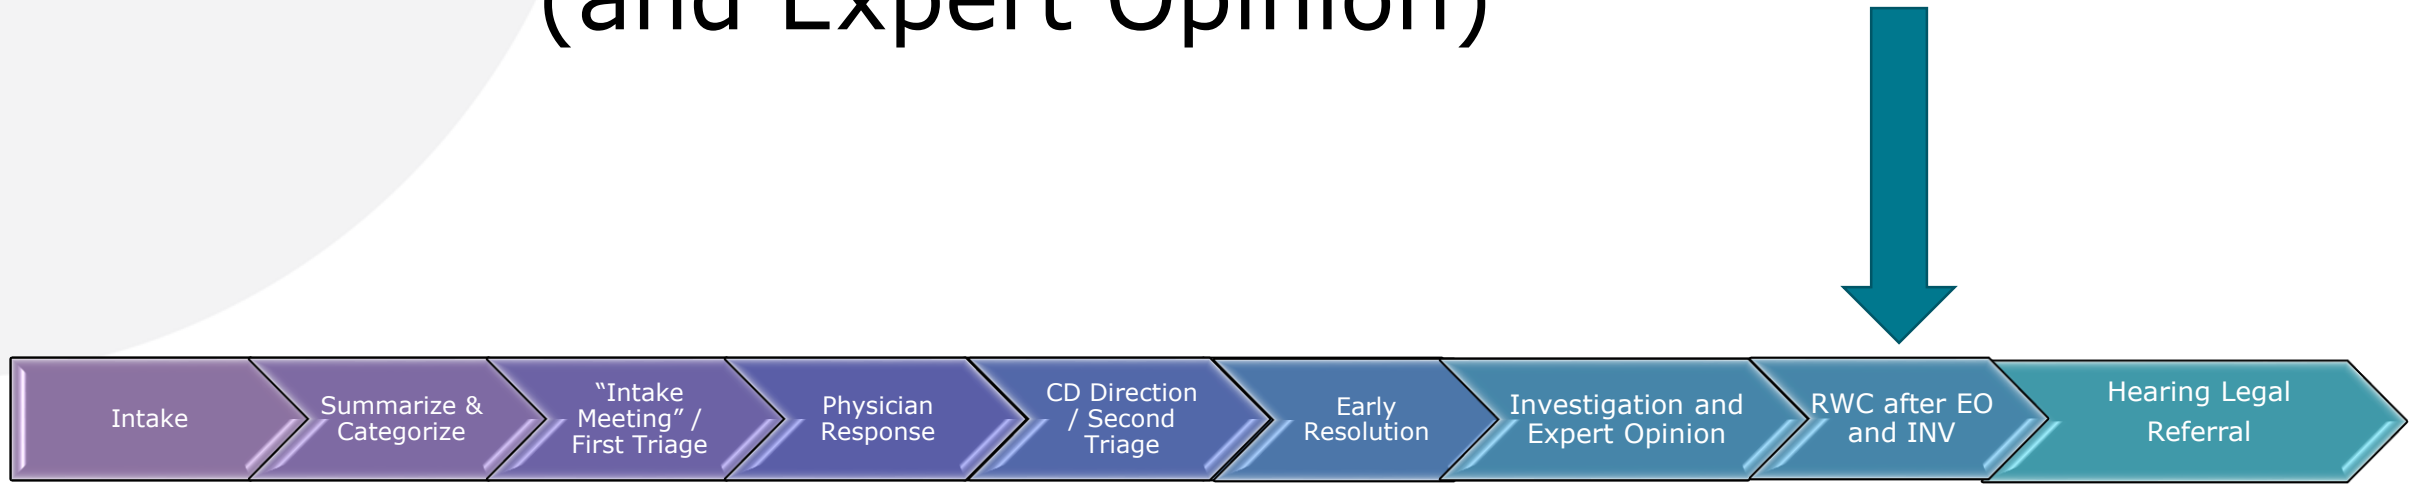 (and Expert Opinion)
Intake
Summarize &
Categorize
“Intake
Meeting” /
First Triage
Physician
Response
CD Direction
/ Second
Triage
Early
Resolution
Investigation and
Expert Opinion
RWC after EO
and INV
Hearing Legal
Referral